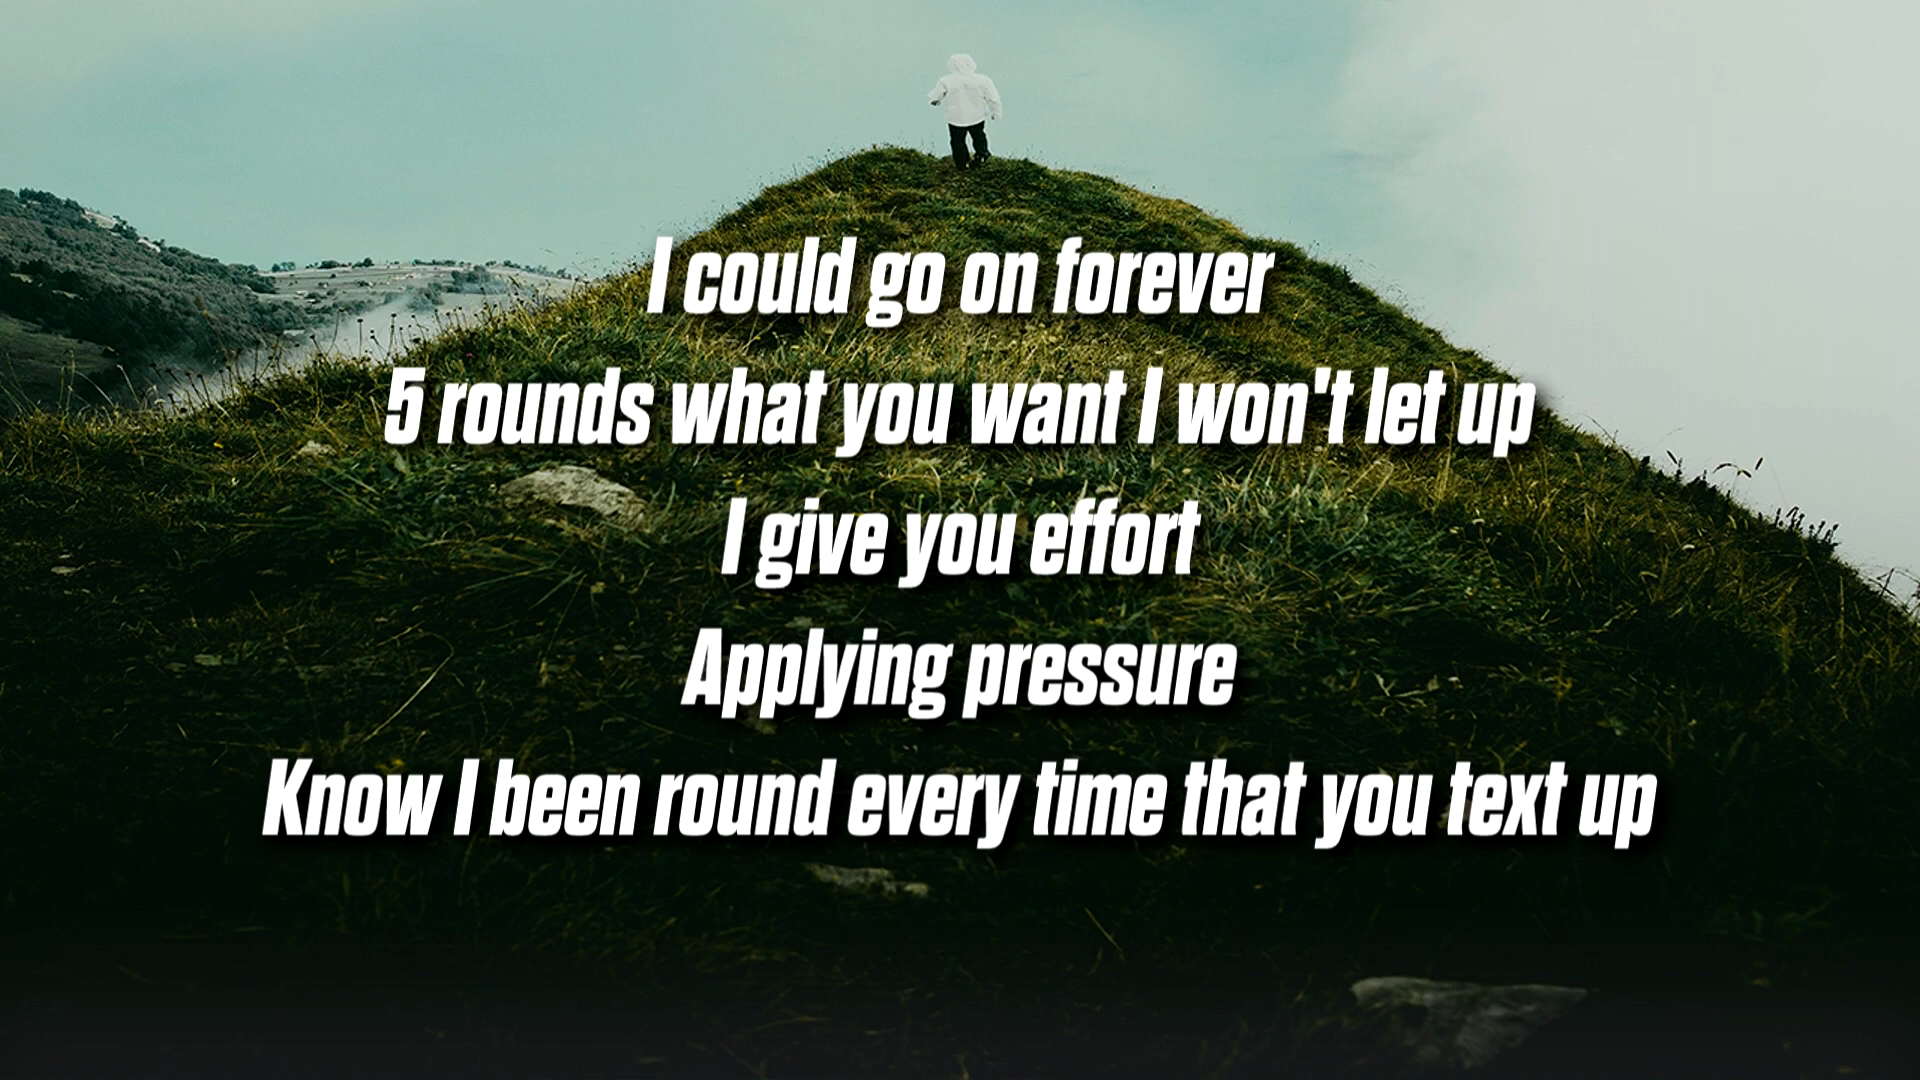 I could go on forever
5 rounds what you want I won't let up
I give you effort
Applying pressure
Know I been round every time that you text up